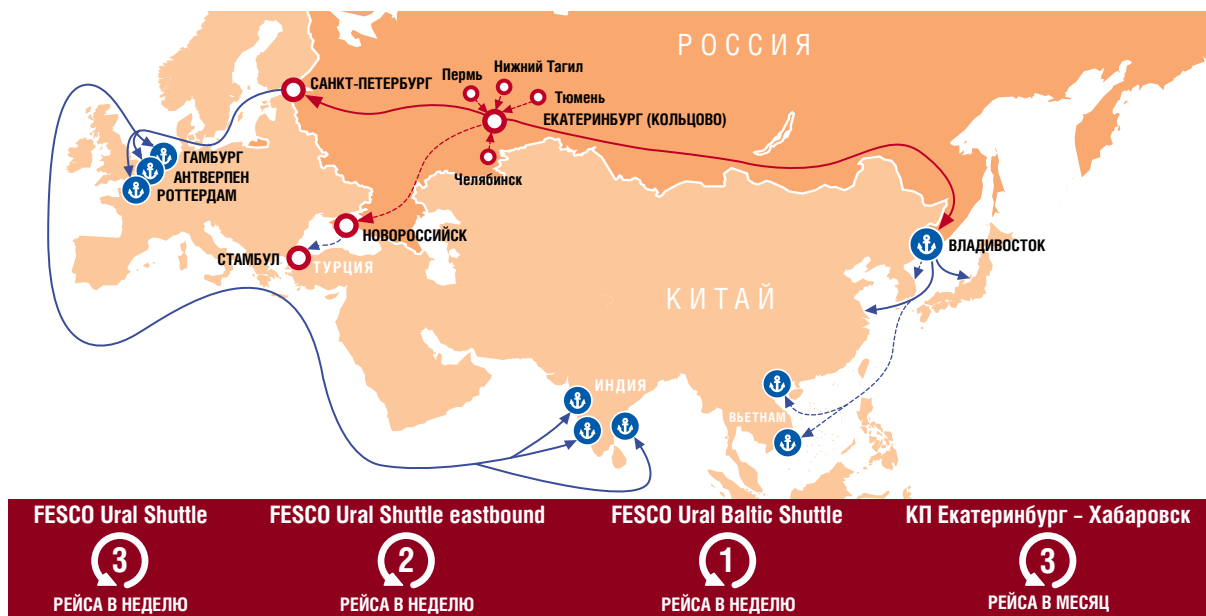 РОССИЯ
Нижний Тагил
Пермь
САНКТ-ПЕТЕРБУРГ
Тюмень
ЕКАТЕРИНБУРГ (КОЛЬЦОВО)
ГАМБУРГ
АНТВЕРПЕН
Челябинск
РОТТЕРДАМ
НОВОРОССИЙСК
ВЛАДИВОСТОК
СТАМБУЛ
ТУРЦИЯ
КИТАЙ
ИНДИЯ
ВЬЕТНАМ
FESCO Ural Shuttle
3
РЕЙСА В НЕДЕЛЮ
FESCO Ural Shuttle eastbound
2
РЕЙСА В НЕДЕЛЮ
FESCO Ural Baltic Shuttle
1
РЕЙСА В НЕДЕЛЮ
КП Екатеринбург – Хабаровск
3
РЕЙСА В МЕСЯЦ